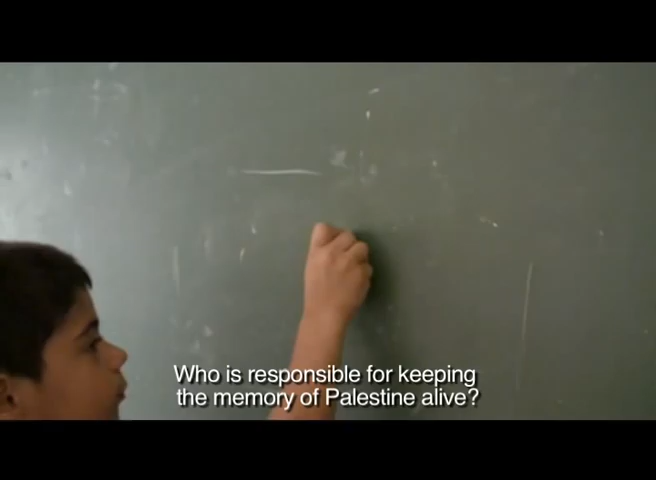 Who is responsible for keeping
the memory of Palestine alive?